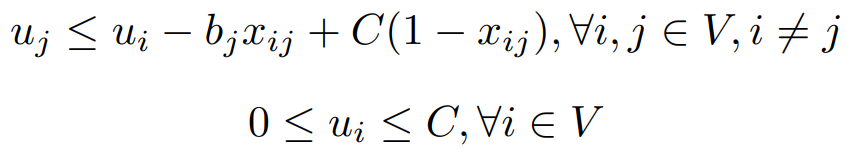 u_j ≤ u_i − b_j x_{ij} + C(1 − x_{ij}), ∀i, j ∈ V, i ≠ j
0 ≤ u_i ≤ C, ∀i ∈ V